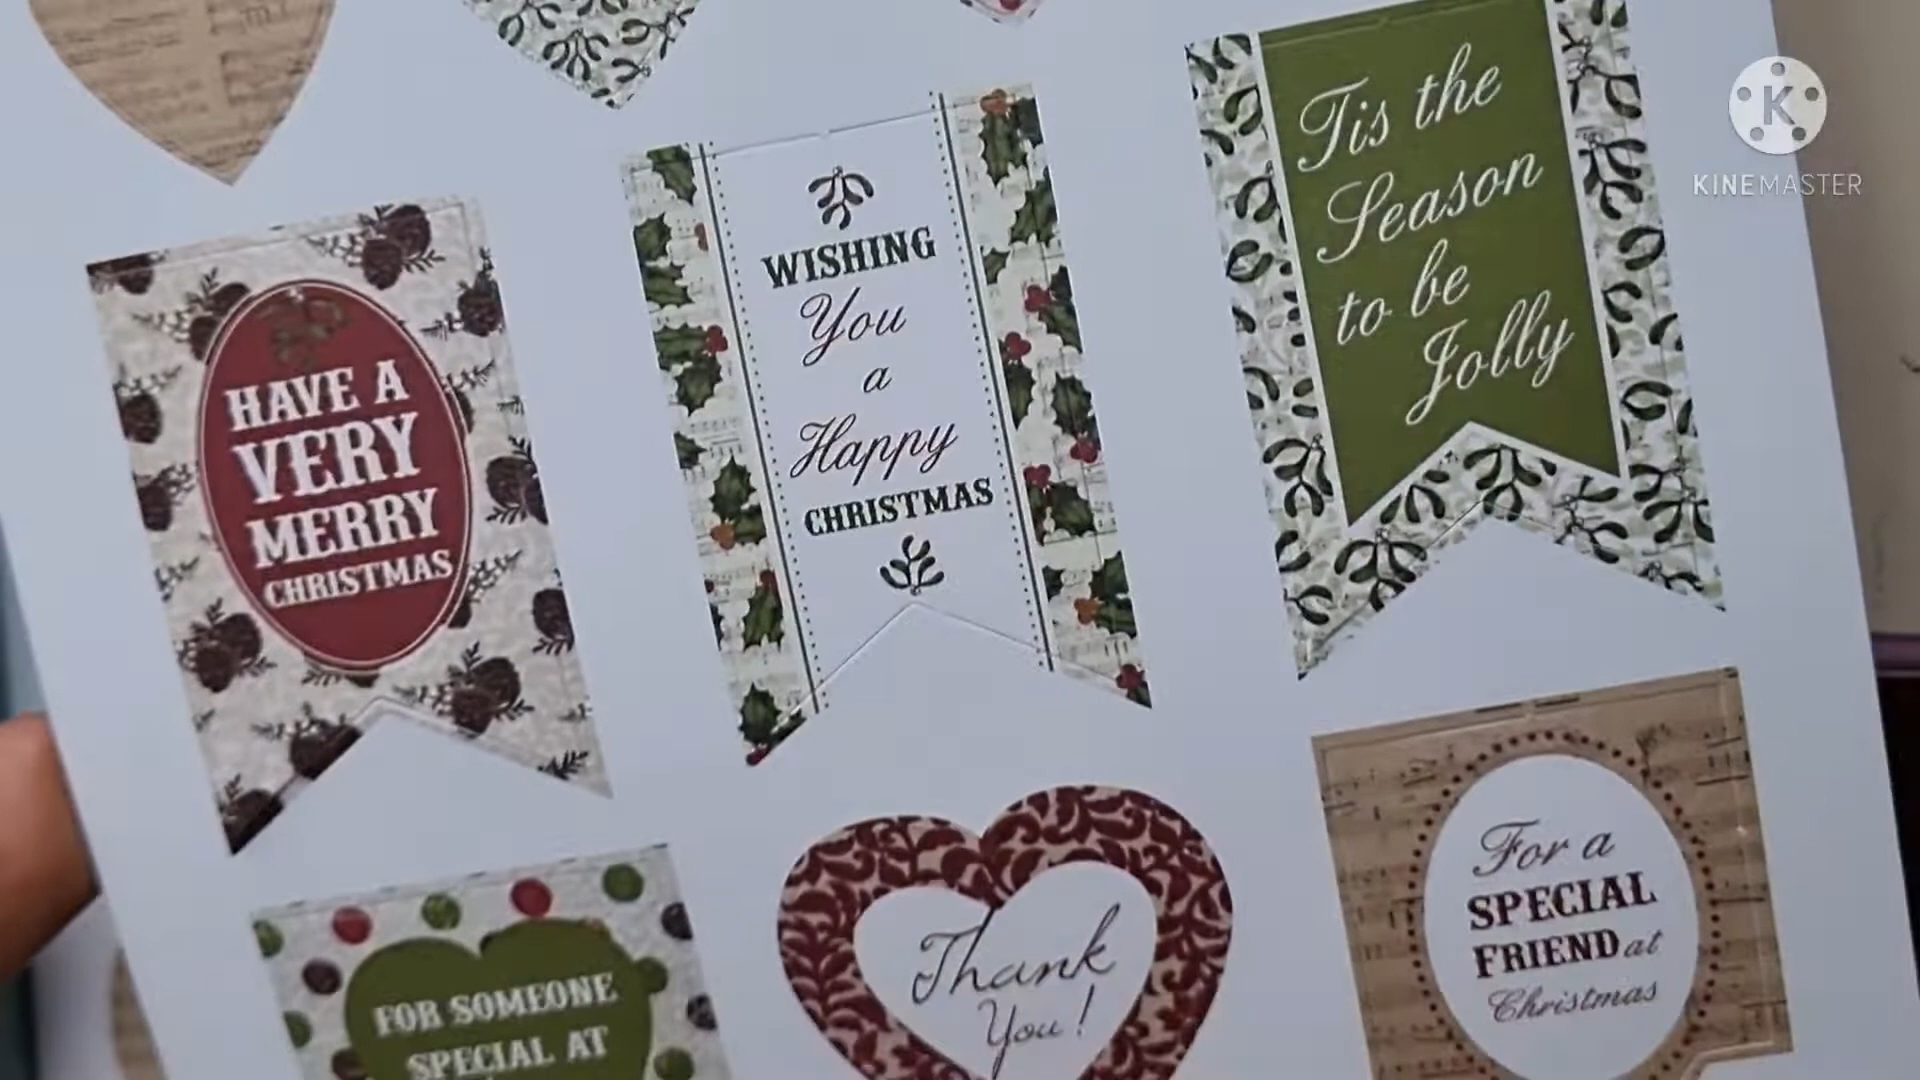 HAVE A
VERY
MERRY
CHRISTMAS
WISHING
You
a
Happy
CHRISTMAS
Tis the
Season
to be
Jolly
K
KINEMASTER
FOR SOMEONE
SPECIAL AT
Thank
You!
For a
SPECIAL
FRIEND at
Christmas